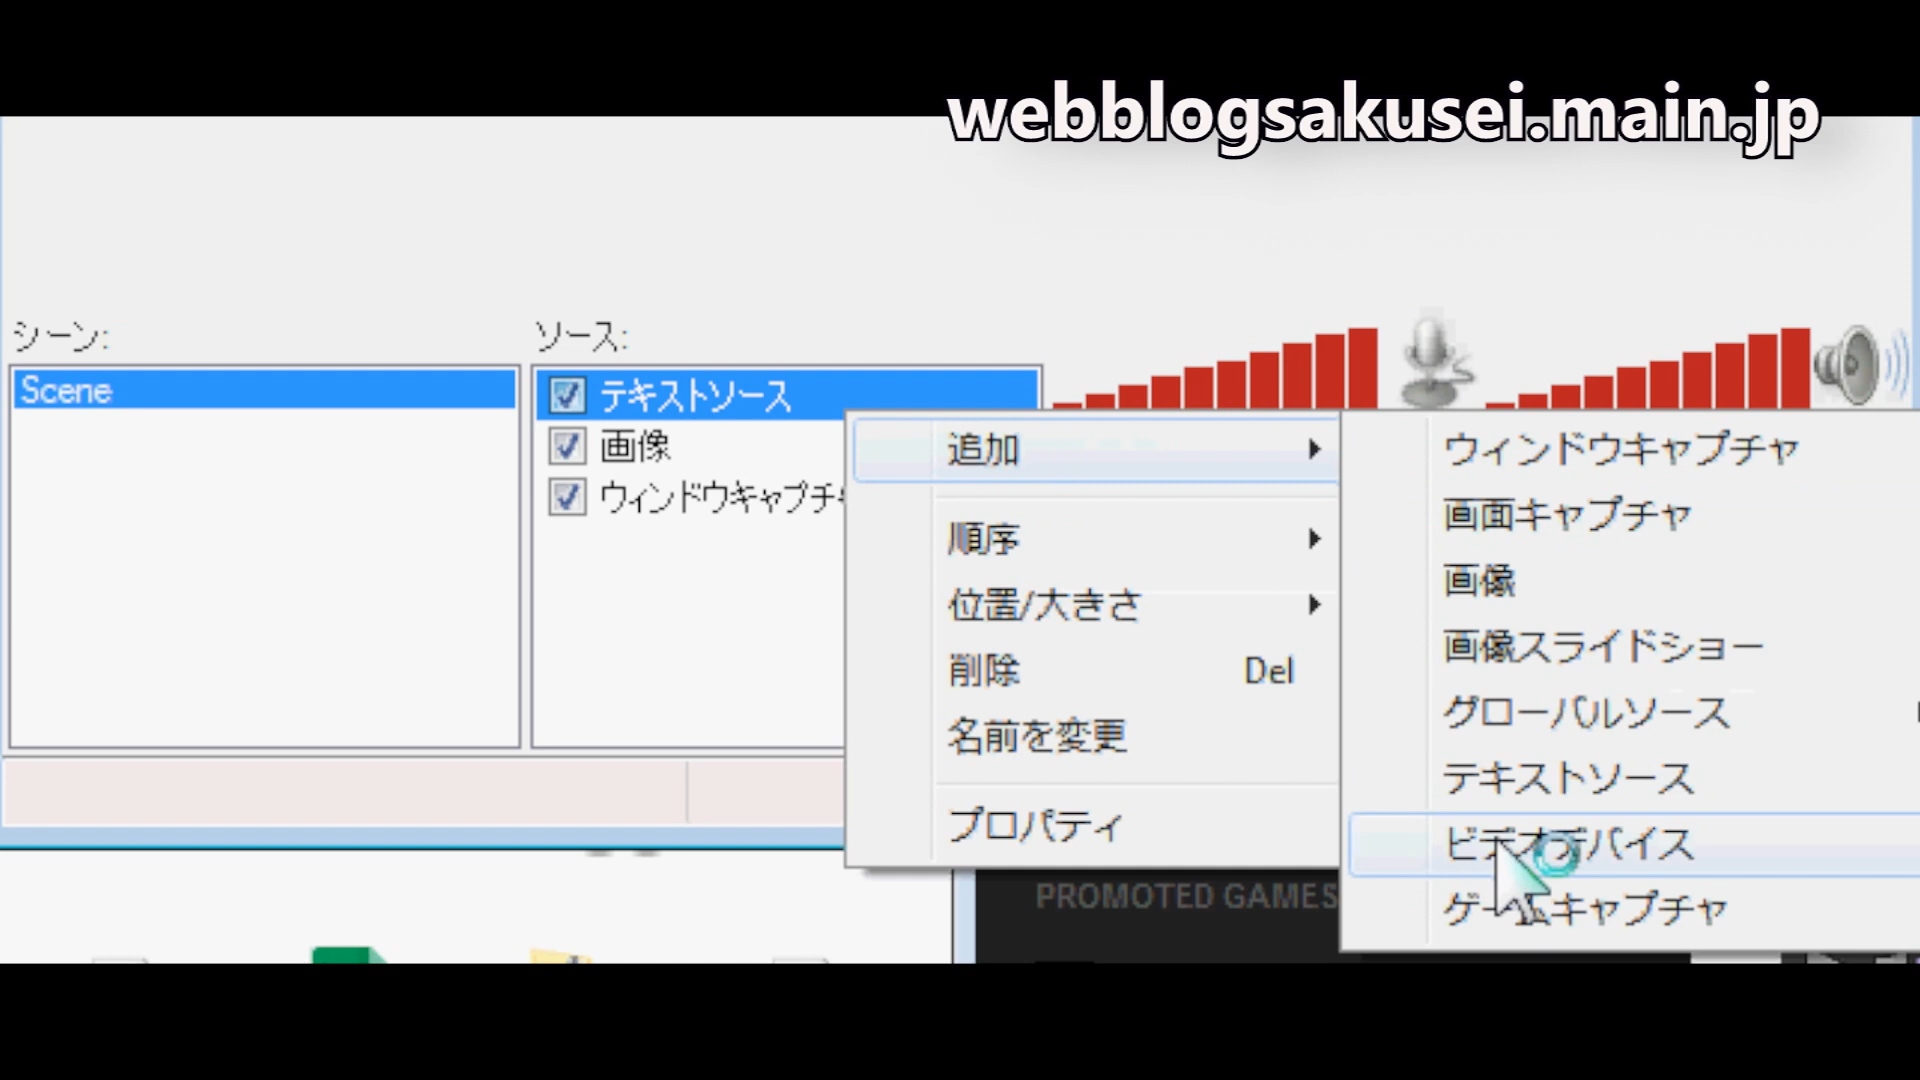 webblogsakusei.main.jp
シーン:
Scene
ソース:
テキストソース
画像
ウィンドウキャプチャ
追加
順序
位置/大きさ
削除 Del
名前を変更
プロパティ
ウィンドウキャプチャ
画面キャプチャ
画像
画像スライドショー
グローバルソース
テキストソース
ビデオデバイス
ゲームキャプチャ
PROMOTED GAMES